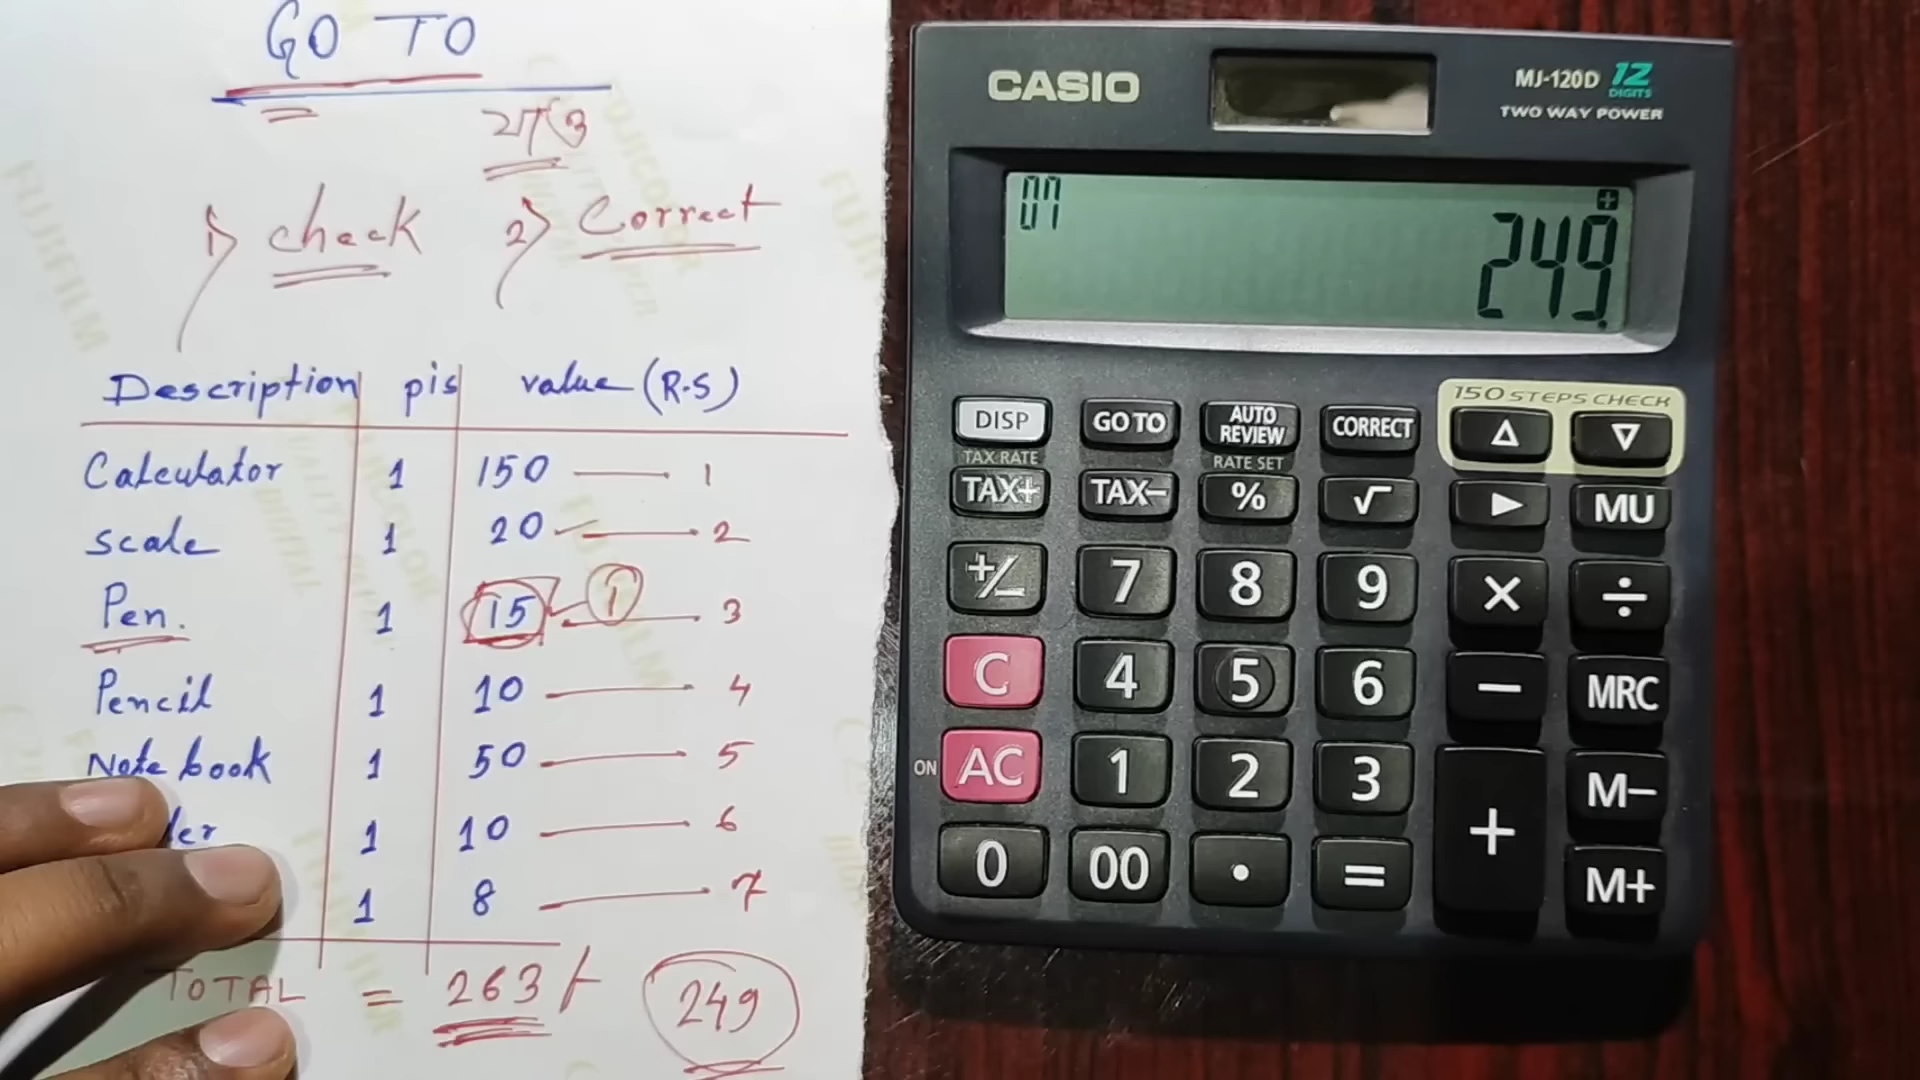 GO TO
1) check 2) Correct
Description pis value (R.S)
Calculator 1 150 1
scale 1 20 2
Pen. 1 15 1 3
Pencil 1 10 4
Note book 1 50 5
1 10 6
1 8 7
TOTAL = 263 249
CASIO
MJ-120D 12
DIGITS
TWO WAY POWER
07 +
249.
150 STEPS CHECK
DISP GO TO AUTO REVIEW CORRECT △ ▽
TAX RATE RATE SET
TAX+ TAX- % √ ▶ MU
+/- 7 8 9 × ÷
C 4 5 6 − MRC
ON AC 1 2 3 + M−
0 00 • = M+
FUJIFILM